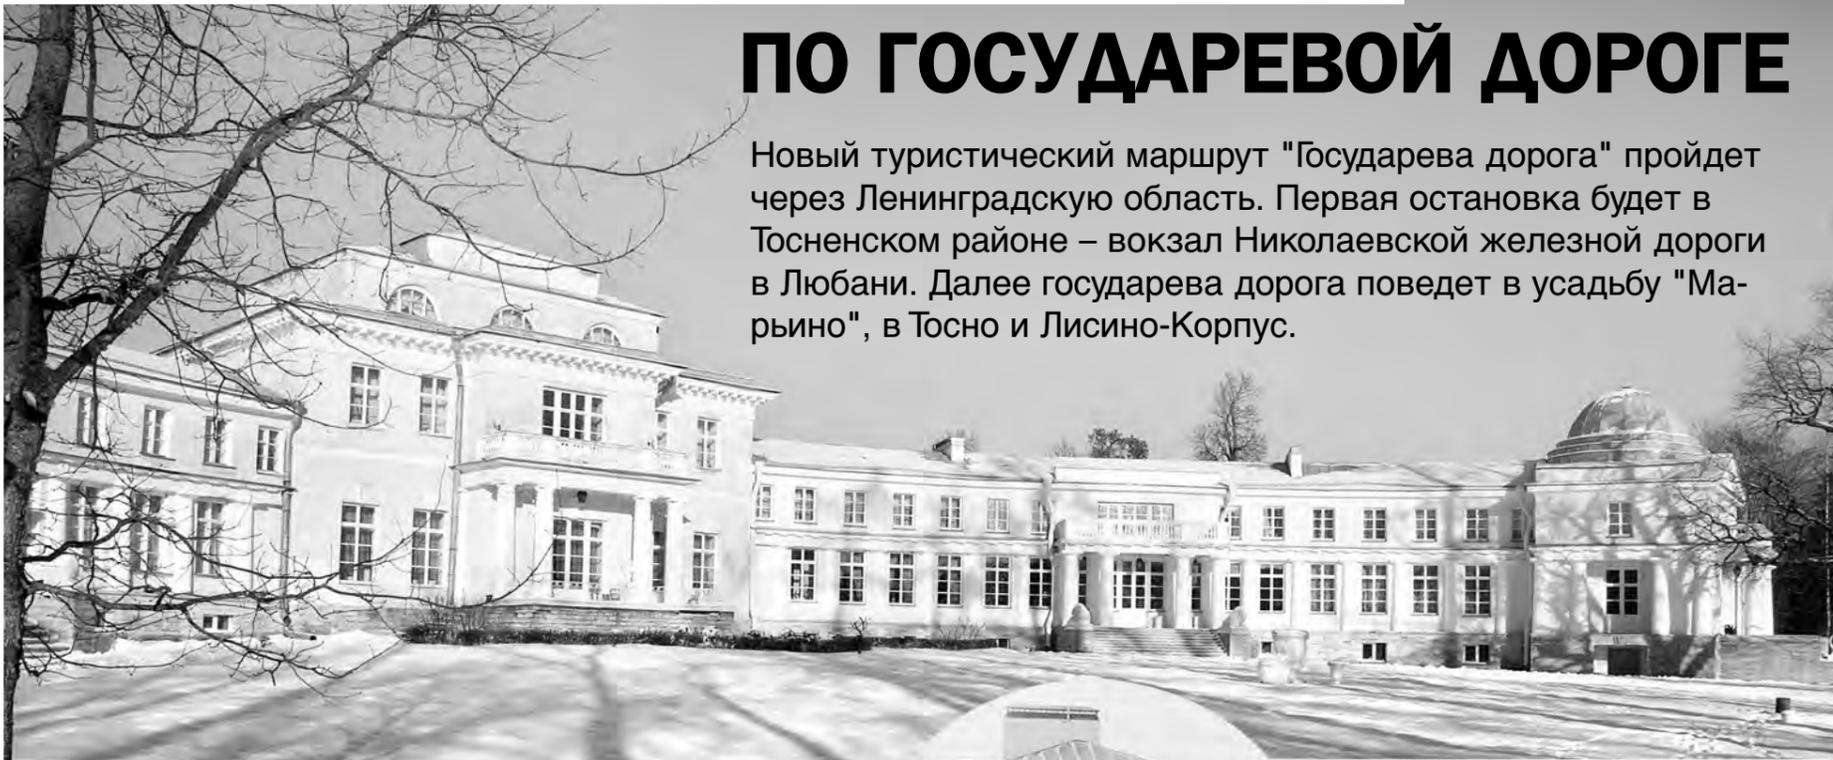 ПО ГОСУДАРЕВОЙ ДОРОГЕ
Новый туристический маршрут "Государева дорога" пройдет
через Ленинградскую область. Первая остановка будет в
Тосненском районе – вокзал Николаевской железной дороги
в Любани. Далее государева дорога поведет в усадьбу "Ма-
рьино", в Тосно и Лисино-Корпус.